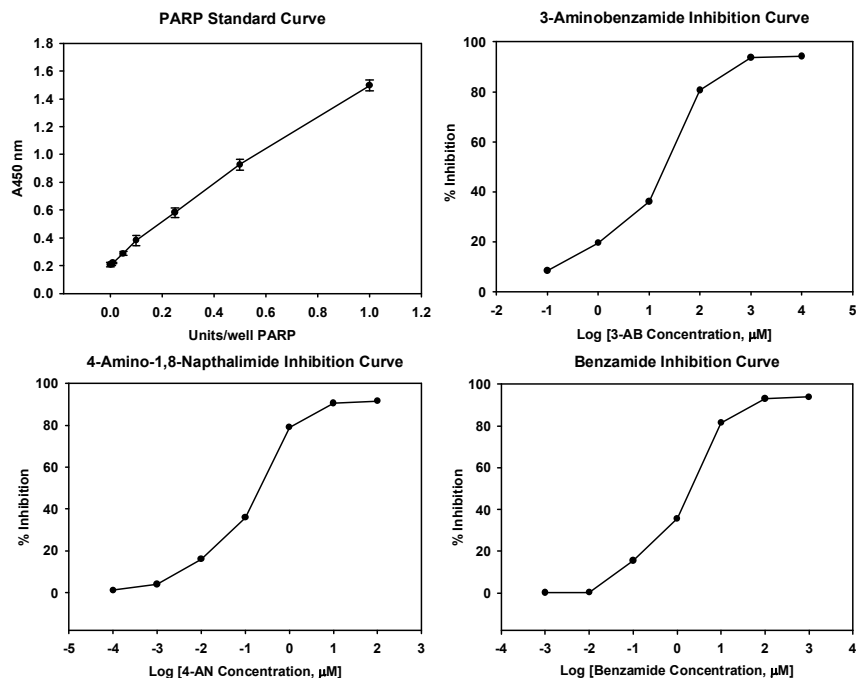 PARP Standard Curve
A450 nm
1.8
1.6
1.4
1.2
1.0
0.8
0.6
0.4
0.2
0.0
0.0 0.2 0.4 0.6 0.8 1.0 1.2
Units/well PARP
3-Aminobenzamide Inhibition Curve
% Inhibition
100
80
60
40
20
0
-2 -1 0 1 2 3 4 5
Log [3-AB Concentration, µM]
4-Amino-1,8-Napthalimide Inhibition Curve
% Inhibition
100
80
60
40
20
0
-5 -4 -3 -2 -1 0 1 2 3
Log [4-AN Concentration, µM]
Benzamide Inhibition Curve
% Inhibition
100
80
60
40
20
0
-4 -3 -2 -1 0 1 2 3 4
Log [Benzamide Concentration, µM]